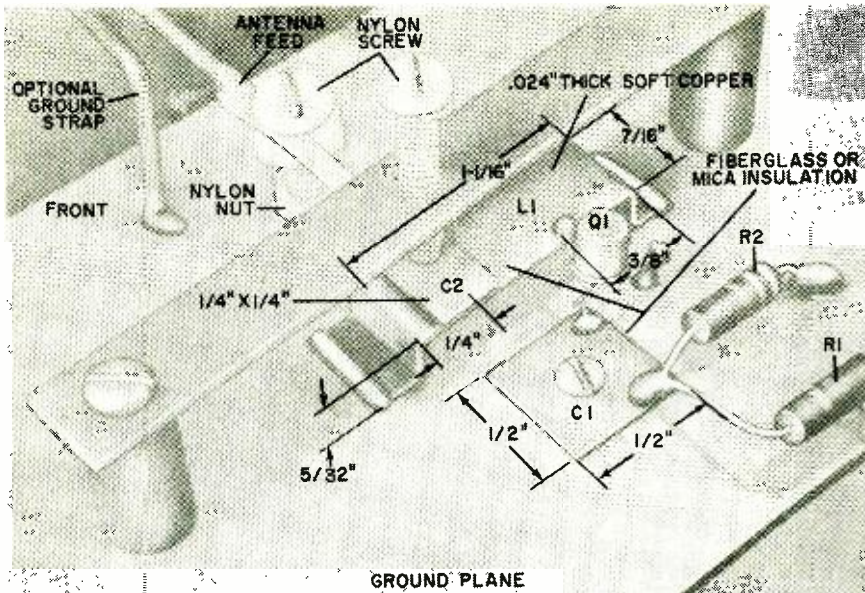 ANTENNA
FEED
NYLON
SCREW
OPTIONAL
GROUND
STRAP
.024" THICK SOFT COPPER
7/16"
1-1/16"
FIBERGLASS OR
MICA INSULATION
NYLON
NUT
FRONT
L1
Q1
R2
3/8"
C2
1/4" X 1/4"
1/4"
R1
C1
1/2"
1/2"
5/32"
GROUND PLANE